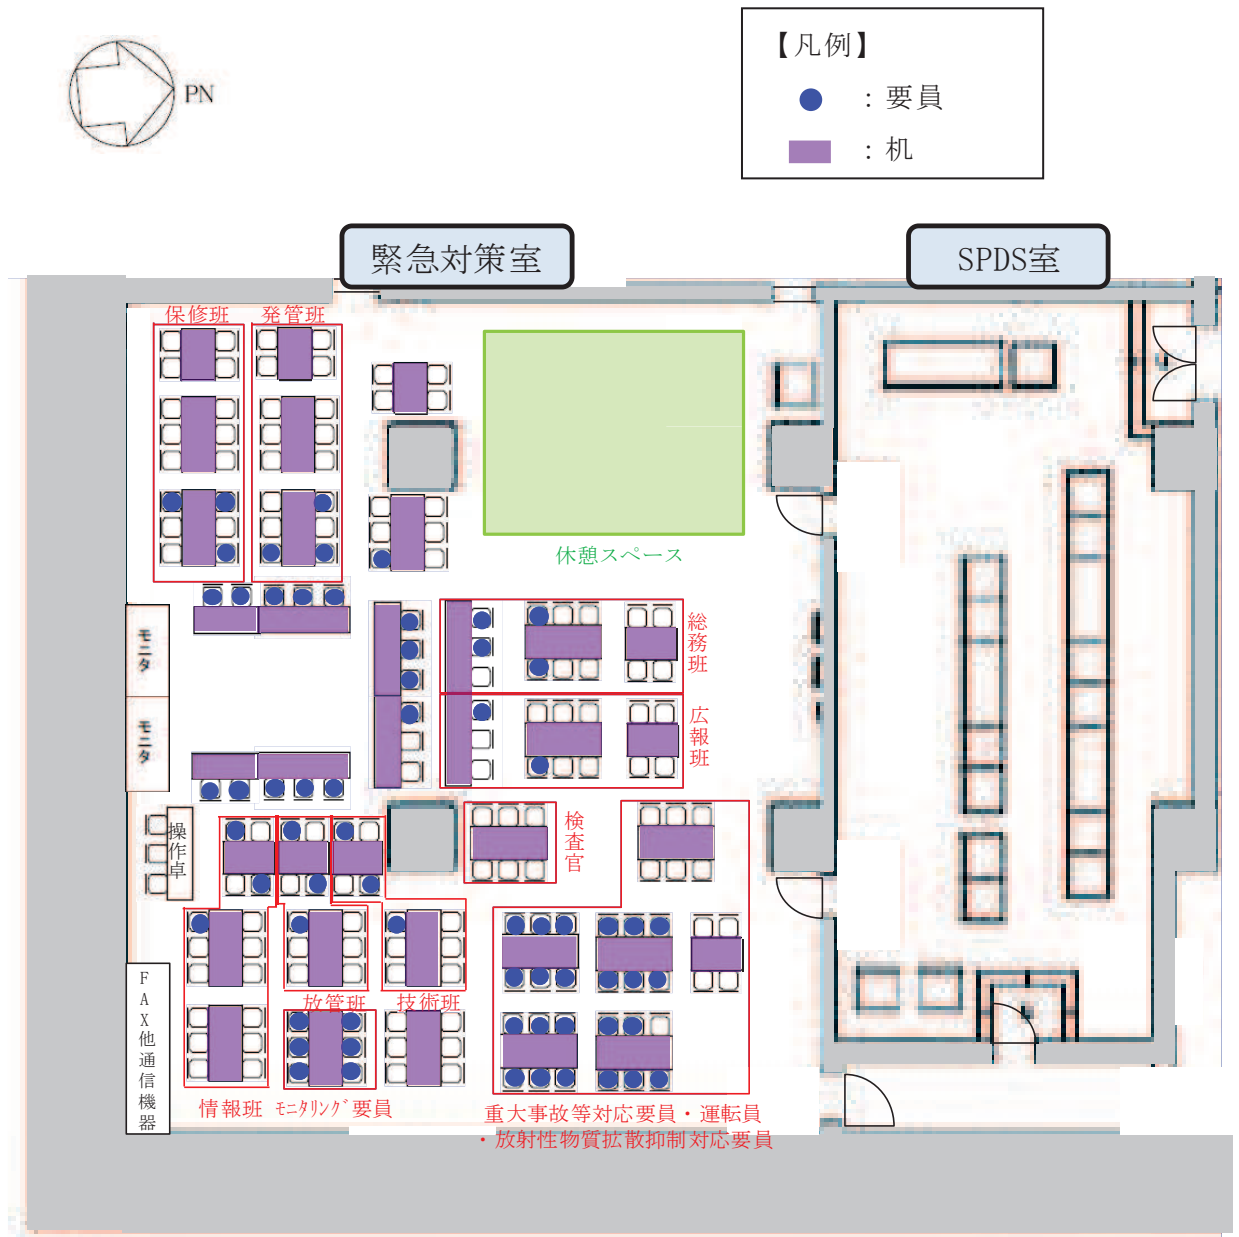 PN
【凡例】
：要員
：机
緊急対策室
SPDS室
保修班
発管班
休憩スペース
モニタ
モニタ
総務班
広報班
操作卓
検査官
FAX他通信機器
放管班
技術班
情報班
モニタリング要員
重大事故等対応要員・運転員
・放射性物質拡散抑制対応要員